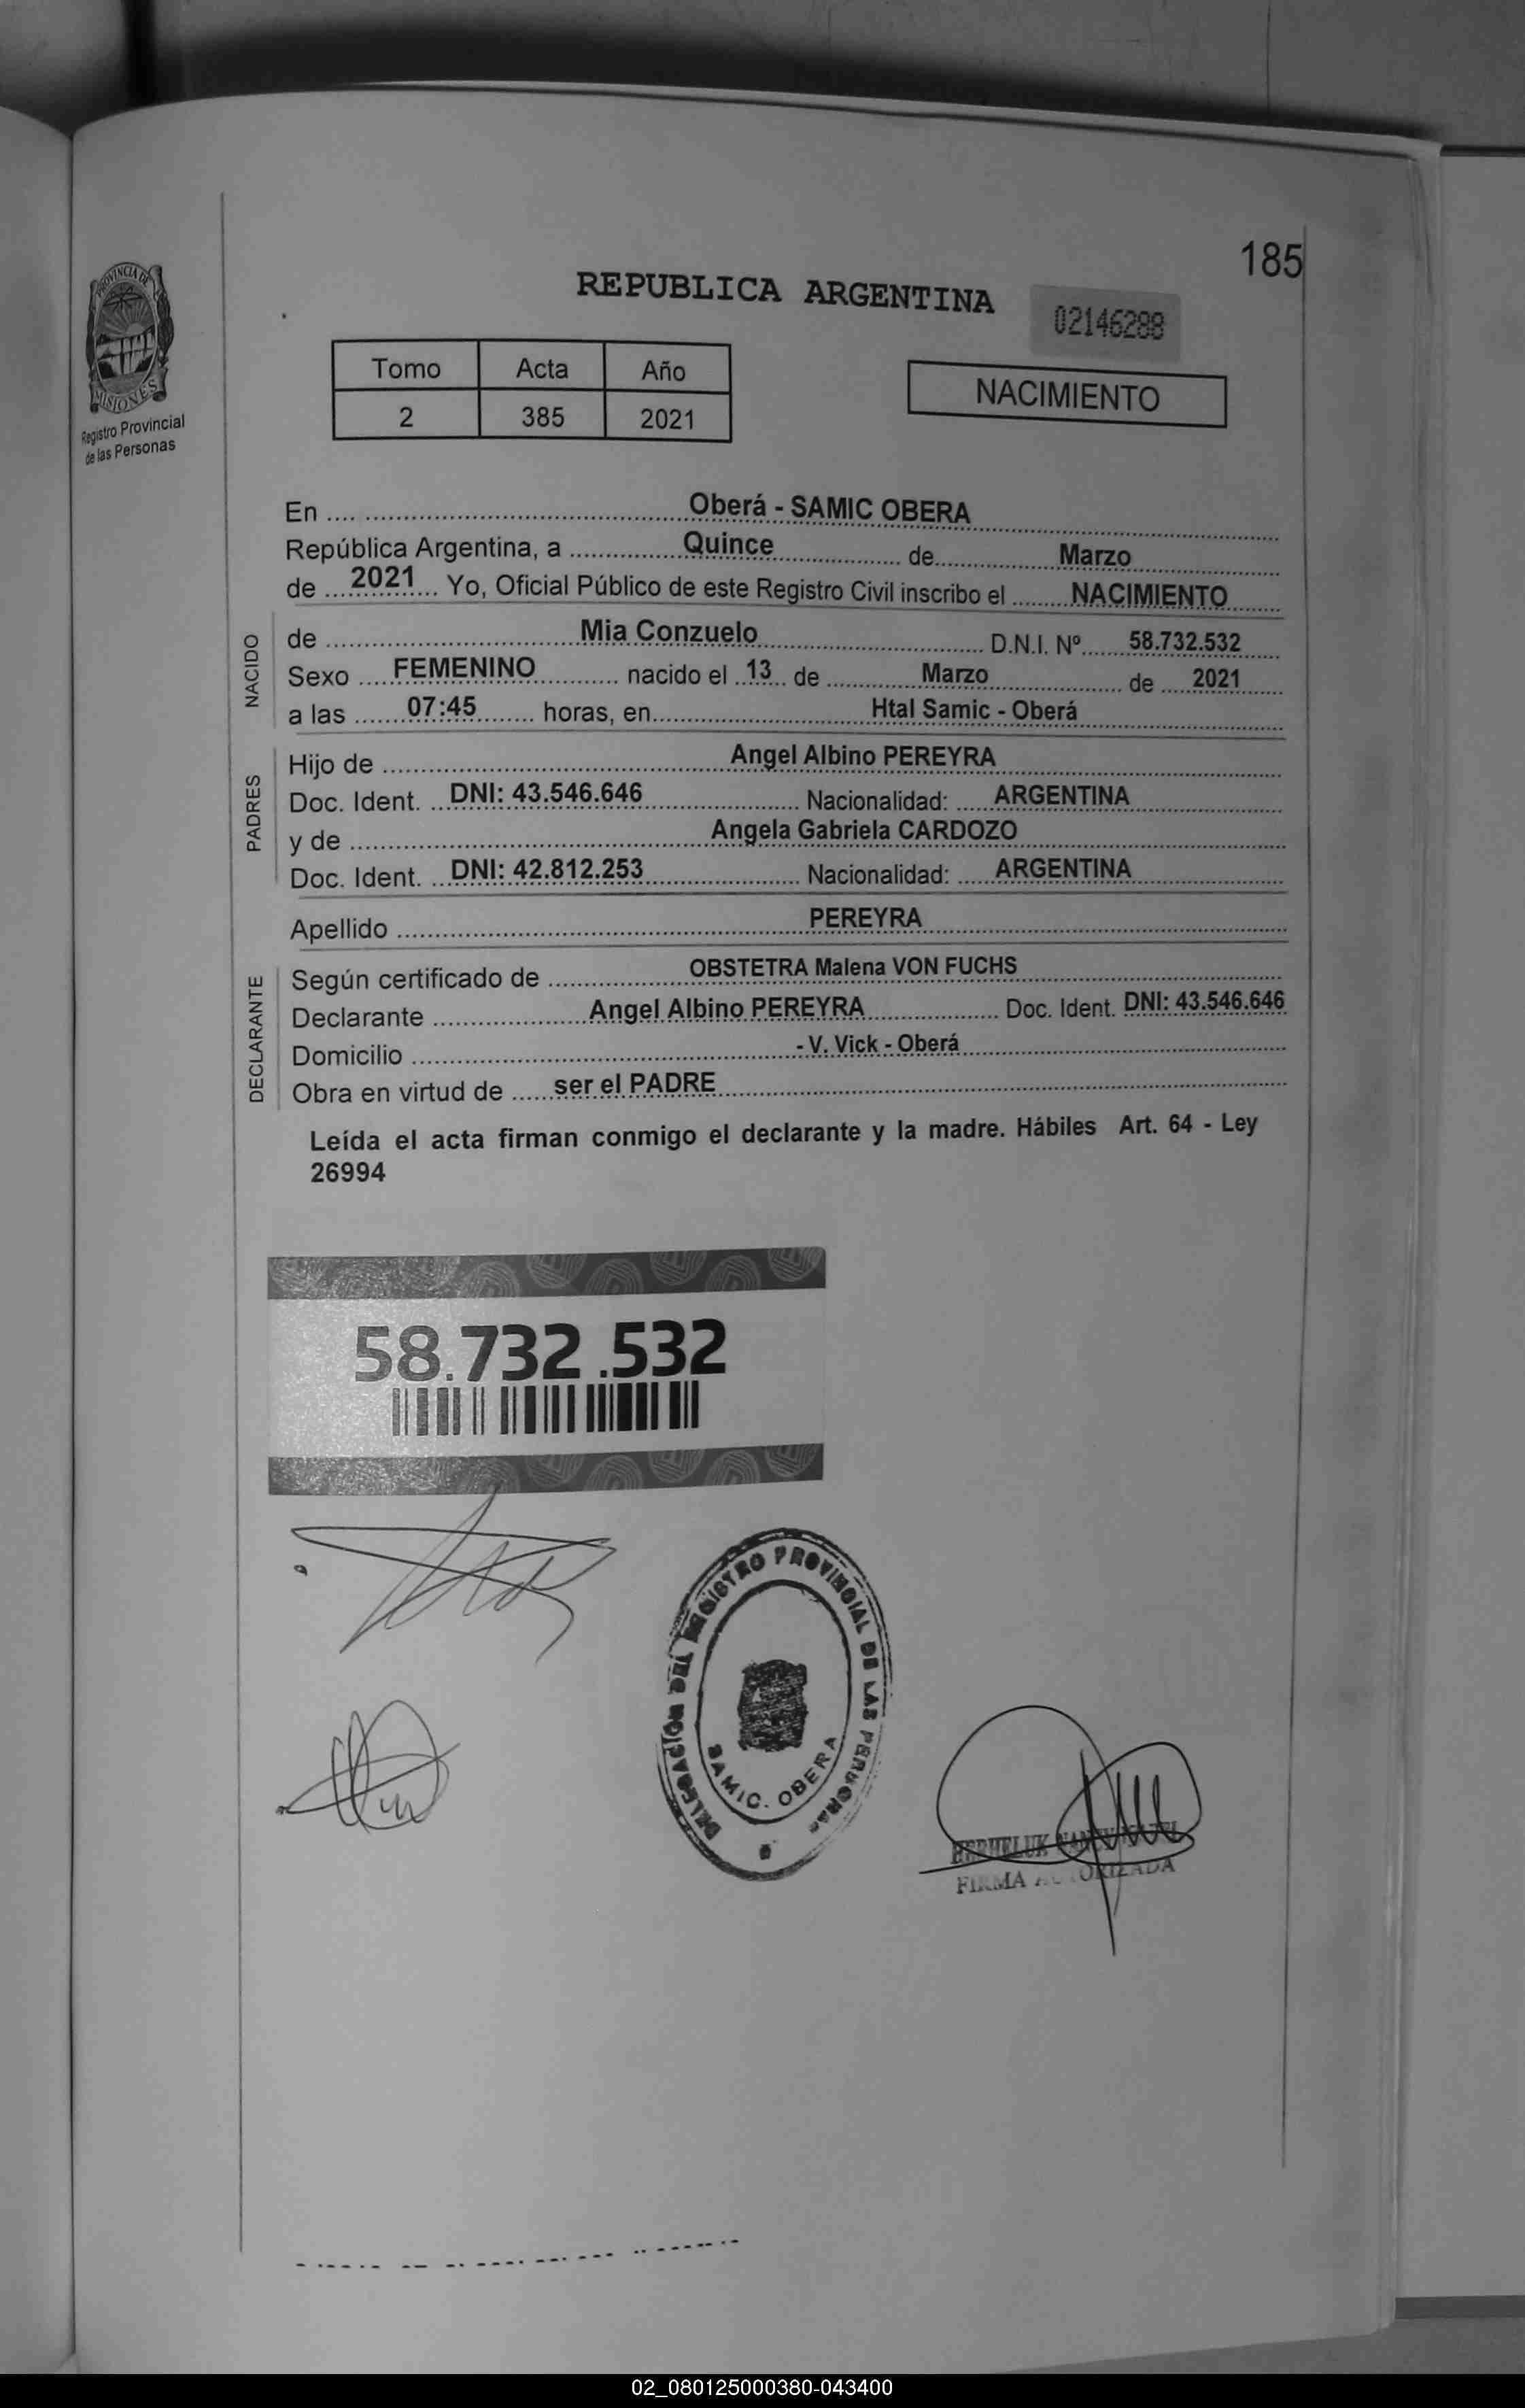 185
REPUBLICA ARGENTINA
02146288
PROVINCIA DE
MISIONES
Registro Provincial
de las Personas
Tomo Acta Año
2 385 2021
NACIMIENTO
En .... Oberá - SAMIC OBERA
República Argentina, a Quince de Marzo
de 2021 Yo, Oficial Público de este Registro Civil inscribo el NACIMIENTO
NACIDO
de Mia Conzuelo D.N.I. Nº 58.732.532
Sexo FEMENINO nacido el 13 de Marzo de 2021
a las 07:45 horas, en Htal Samic - Oberá
PADRES
Hijo de Angel Albino PEREYRA
Doc. Ident. DNI: 43.546.646 Nacionalidad: ARGENTINA
y de Angela Gabriela CARDOZO
Doc. Ident. DNI: 42.812.253 Nacionalidad: ARGENTINA
Apellido PEREYRA
DECLARANTE
Según certificado de OBSTETRA Malena VON FUCHS
Declarante Angel Albino PEREYRA Doc. Ident. DNI: 43.546.646
Domicilio - V. Vick - Oberá
Obra en virtud de ser el PADRE
Leída el acta firman conmigo el declarante y la madre. Hábiles Art. 64 - Ley
26994
58.732.532
DELEGACION DEL REGISTRO PROVINCIAL DE LAS PERSONAS
SAMIC. OBERA
FIRMA AUTORIZADA
02_080125000380-043400